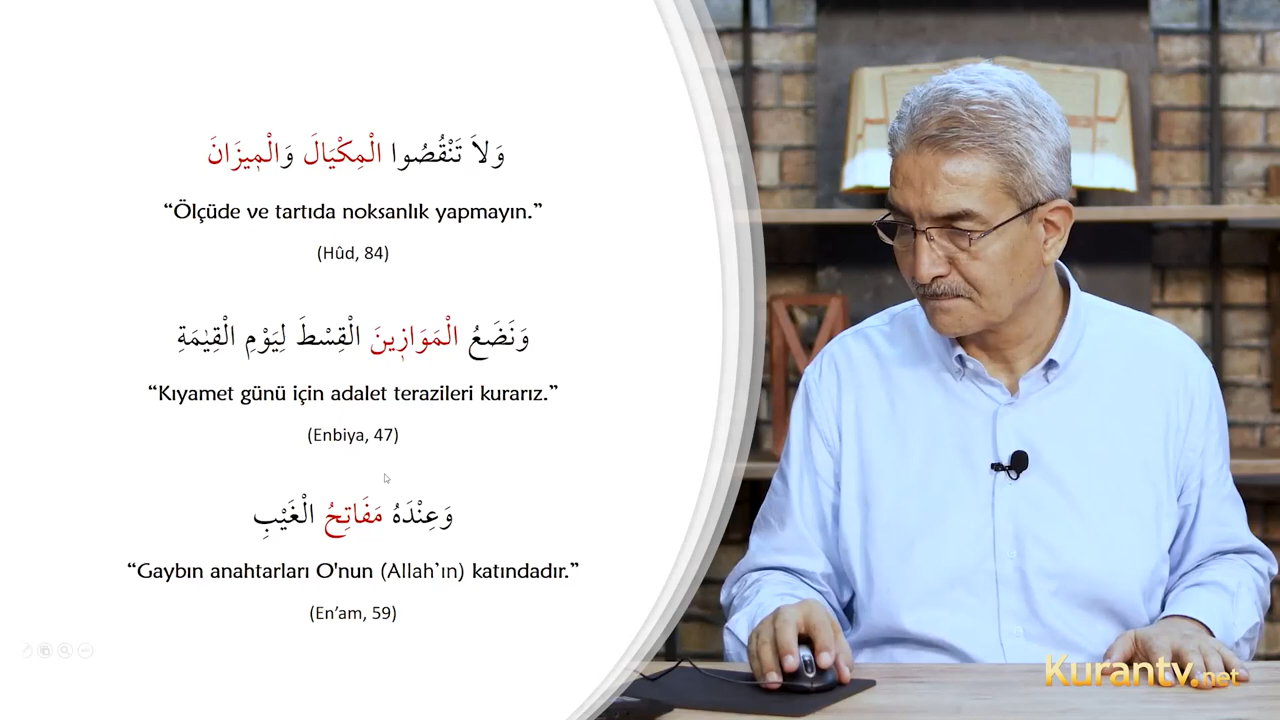 وَلاَ تَنْقُصُوا الْمِكْيَالَ وَالْم۪يزَانَ
“Ölçüde ve tartıda noksanlık yapmayın.”
(Hûd, 84)
وَنَضَعُ الْمَوَاز۪ينَ الْقِسْطَ لِيَوْمِ الْقِيٰمَةِ
“Kıyamet günü için adalet terazileri kurarız.”
(Enbiya, 47)
وَعِنْدَهُ مَفَاتِحُ الْغَيْبِ
“Gaybın anahtarları O'nun (Allah’ın) katındadır.”
(En’am, 59)
Kurantv.net